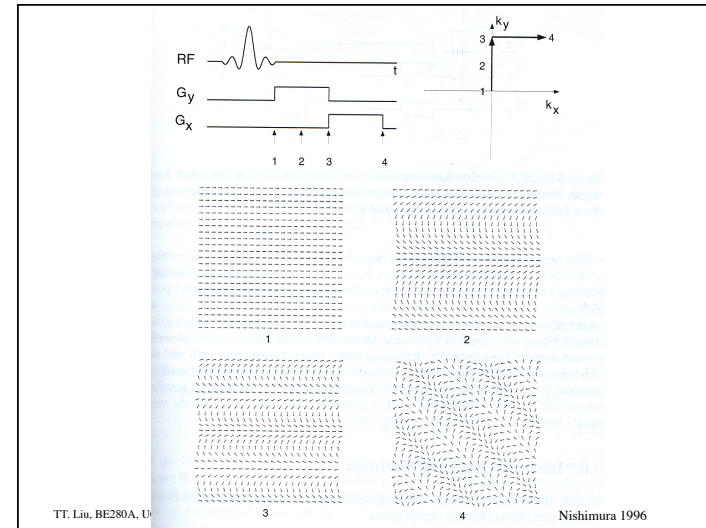 RF
t
Gy
Gx
1 2 3 4
ky
3 4
2
1
kx
1 2
3 4
TT. Liu, BE280A, U
Nishimura 1996